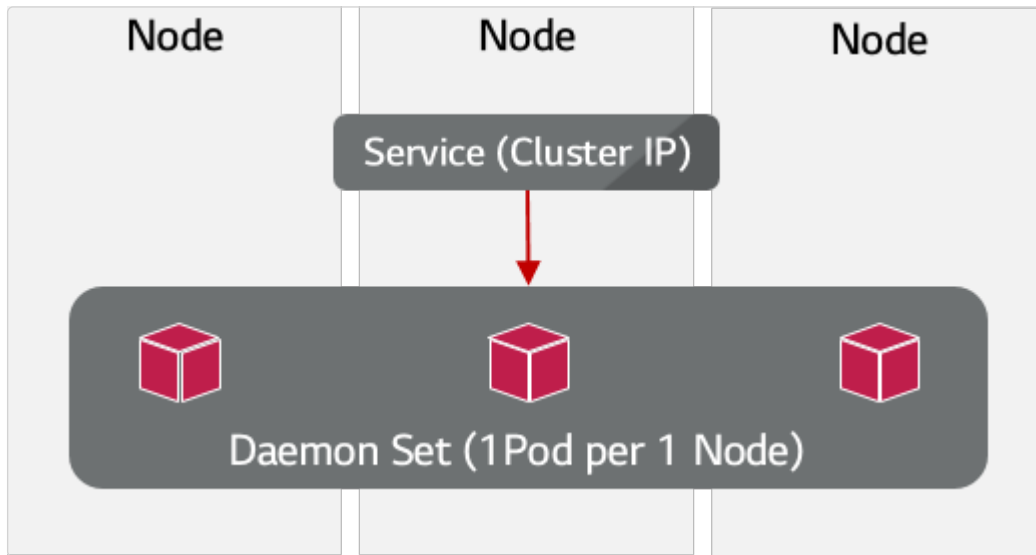 Node
Node
Node
Service (Cluster IP)
Daemon Set (1Pod per 1 Node)